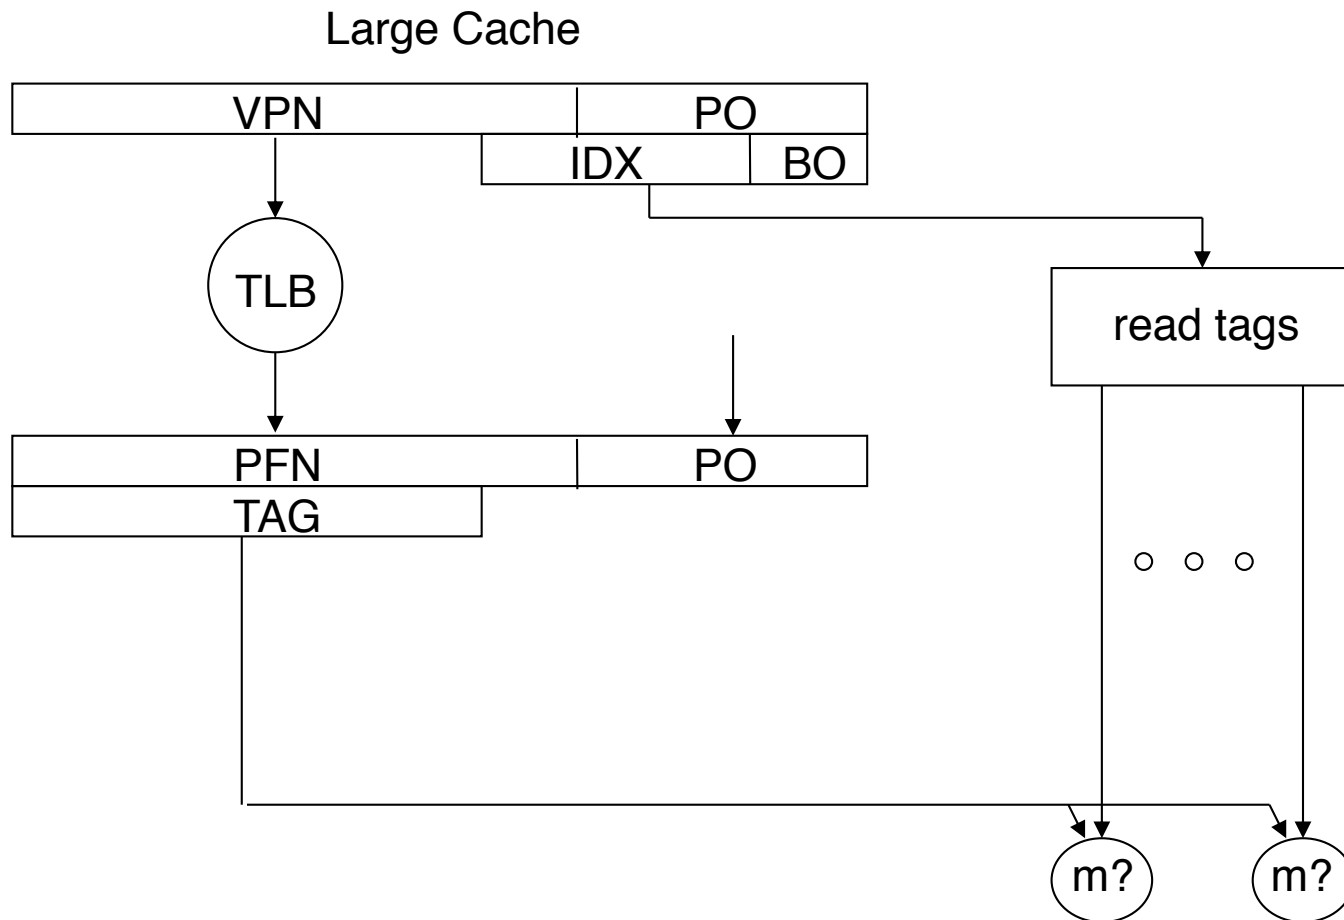 Large Cache
VPN PO
IDX BO
TLB
read tags
PFN PO
TAG
m? m?